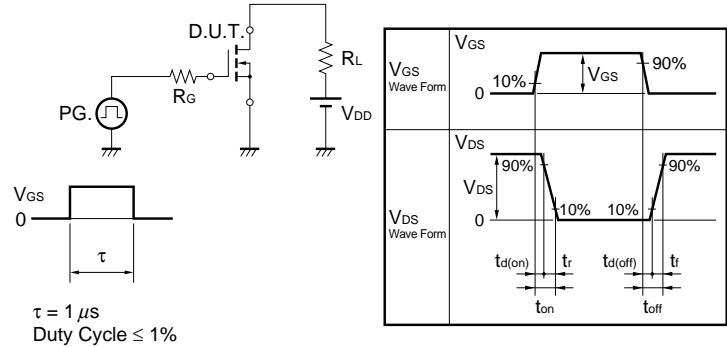 D.U.T.
RL
RG
PG.
VDD
VGS
0
τ
τ = 1 μs
Duty Cycle ≤ 1%
VGS
Wave Form
VGS
10%
VGS
90%
0
VDS
Wave Form
VDS
90%
90%
VDS
10%
10%
0
td(on)
tr
td(off)
tf
ton
toff